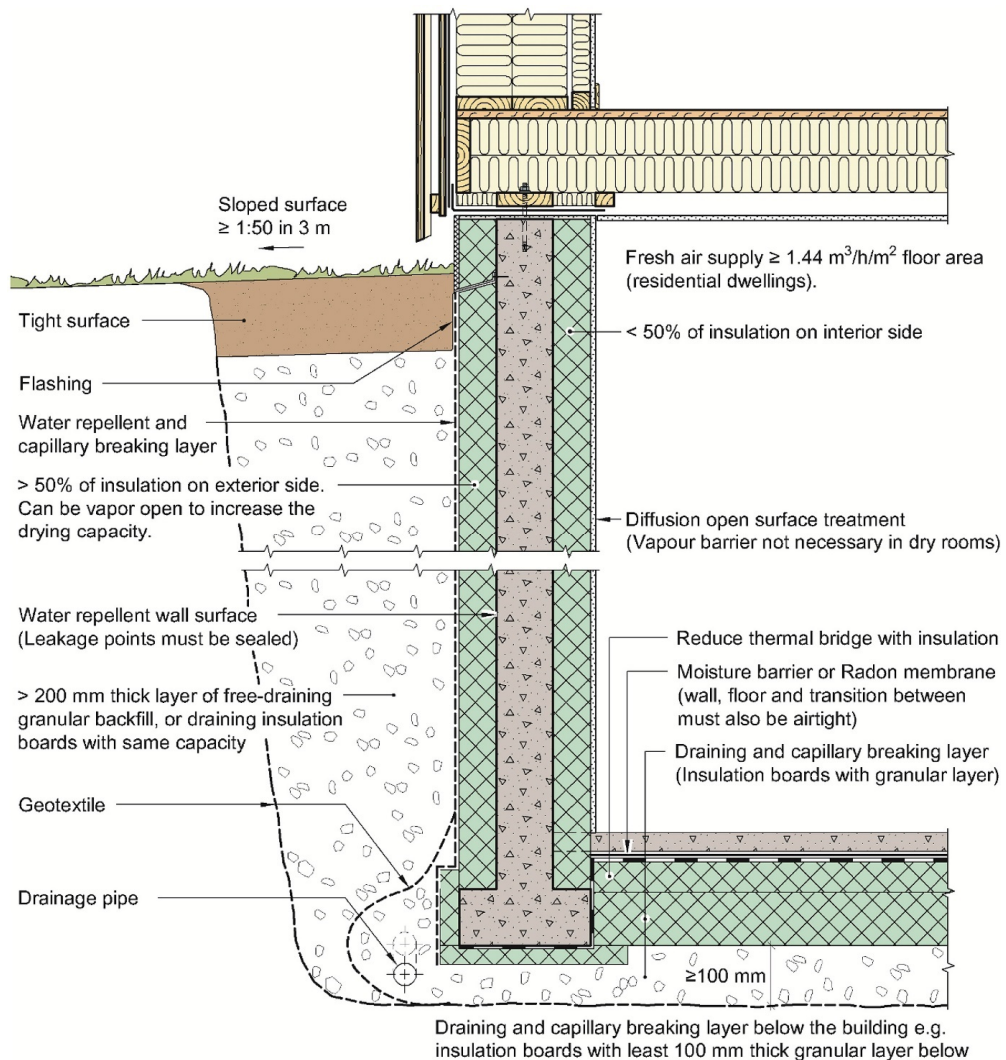 Sloped surface
≥ 1:50 in 3 m
Fresh air supply ≥ 1.44 m³/h/m² floor area
(residential dwellings).
Tight surface
< 50% of insulation on interior side
Flashing
Water repellent and
capillary breaking layer
> 50% of insulation on exterior side.
Can be vapor open to increase the
drying capacity.
Diffusion open surface treatment
(Vapour barrier not necessary in dry rooms)
Water repellent wall surface
(Leakage points must be sealed)
Reduce thermal bridge with insulation
Moisture barrier or Radon membrane
(wall, floor and transition between
must also be airtight)
> 200 mm thick layer of free-draining
granular backfill, or draining insulation
boards with same capacity
Draining and capillary breaking layer
(Insulation boards with granular layer)
Geotextile
Drainage pipe
≥100 mm
Draining and capillary breaking layer below the building e.g.
insulation boards with least 100 mm thick granular layer below